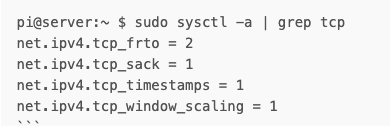 pi@server:~ $ sudo sysctl -a | grep tcp
net.ipv4.tcp_frto = 2
net.ipv4.tcp_sack = 1
net.ipv4.tcp_timestamps = 1
net.ipv4.tcp_window_scaling = 1
```